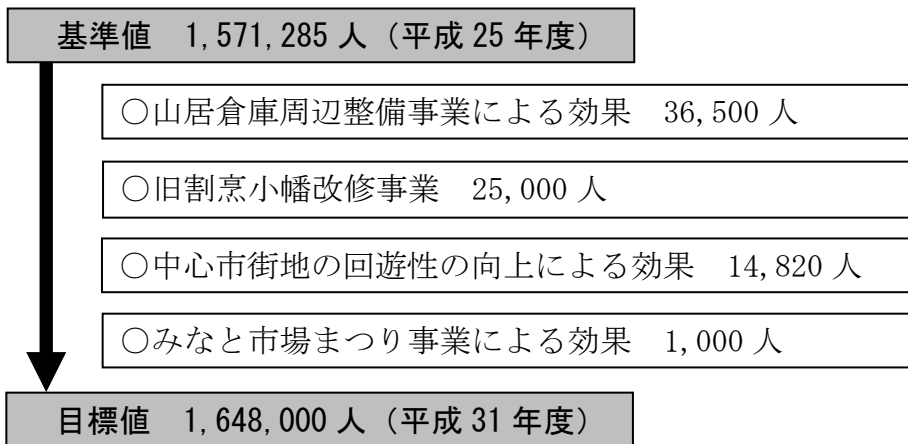 基準値 1,571,285 人（平成 25 年度）
○山居倉庫周辺整備事業による効果 36,500 人
○旧割烹小幡改修事業 25,000 人
○中心市街地の回遊性の向上による効果 14,820 人
○みなと市場まつり事業による効果 1,000 人
目標値 1,648,000 人（平成 31 年度）